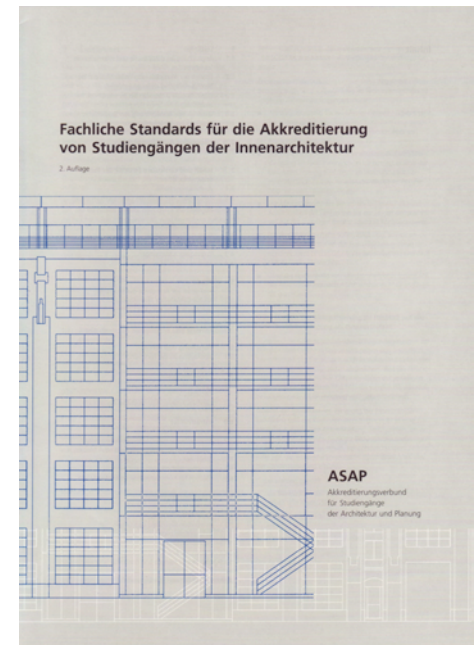 Fachliche Standards für die Akkreditierung
von Studiengängen der Innenarchitektur
2. Auflage
ASAP
Akkreditierungsverbund
für Studiengänge
der Architektur und Planung